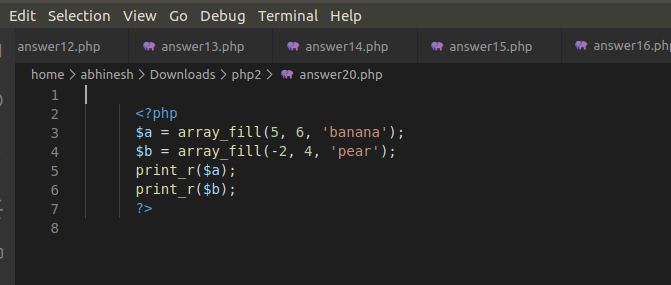 Edit Selection View Go Debug Terminal Help
answer12.php answer13.php answer14.php answer15.php answer16.php
home > abhinesh > Downloads > php2 > answer20.php
1
2 <?php
3 $a = array_fill(5, 6, 'banana');
4 $b = array_fill(-2, 4, 'pear');
5 print_r($a);
6 print_r($b);
7 ?>
8